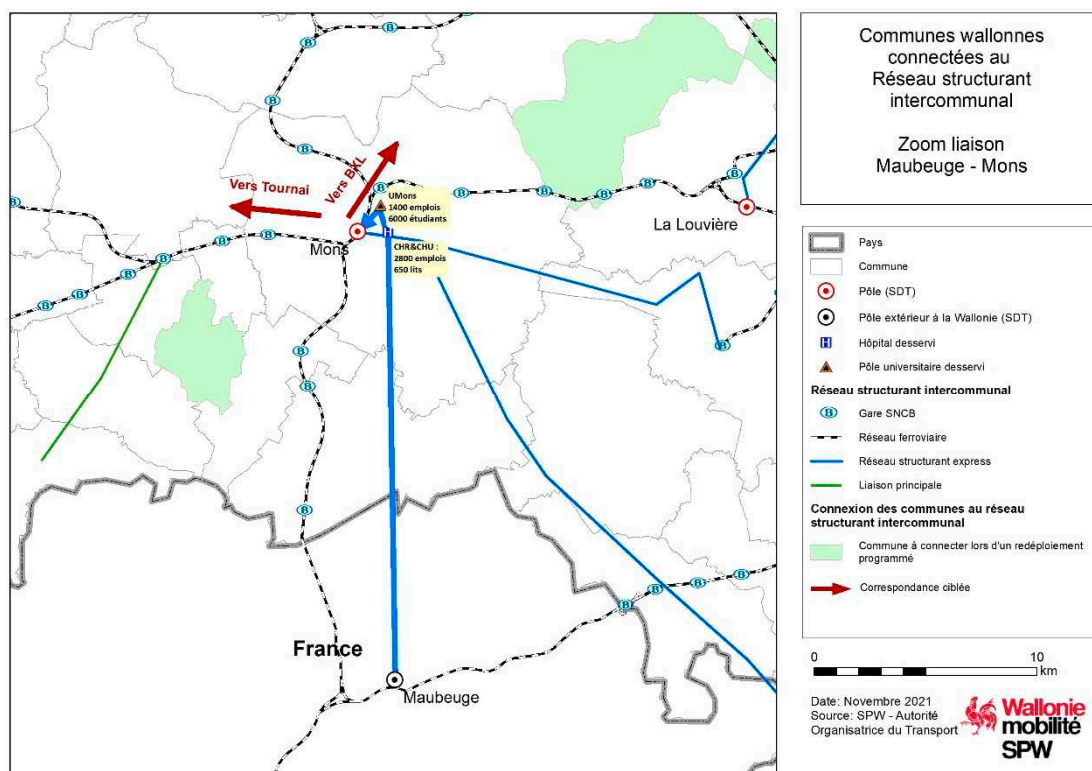 Communes wallonnes
connectées au
Réseau structurant
intercommunal
Zoom liaison
Maubeuge - Mons
Vers Tournai
Vers BXL
UMons
1400 emplois
6000 étudiants
Mons
CHR&CHU :
2800 emplois
650 lits
La Louvière
France
Maubeuge
Pays
Commune
Pôle (SDT)
Pôle extérieur à la Wallonie (SDT)
H
Hôpital desservi
Pôle universitaire desservi
Réseau structurant intercommunal
B
Gare SNCB
Réseau ferroviaire
Réseau structurant express
Liaison principale
Connexion des communes au réseau
structurant intercommunal
Commune à connecter lors d'un redéploiement
programmé
Correspondance ciblée
0 10
km
Date: Novembre 2021
Source: SPW - Autorité
Organisatrice du Transport
Wallonie
mobilité
SPW